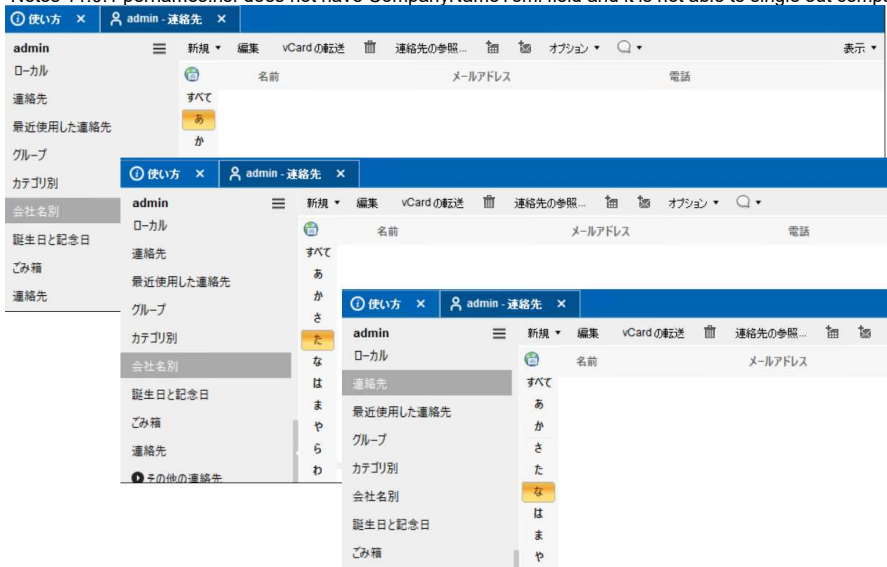 Notes 11.0.1 pernames.nsf does not have CompanyNameYomi field and it is not able to single out comp
使い方 × admin - 連絡先 ×
admin 新規 編集 vCard の転送 連絡先の参照... オプション 表示
ローカル 名前 メールアドレス 電話
連絡先 すべて
最近使用した連絡先 あ
グループ か
カテゴリ別
会社名別
誕生日と記念日
ごみ箱
連絡先
使い方 × admin - 連絡先 ×
admin 新規 編集 vCard の転送 連絡先の参照... オプション
ローカル 名前 メールアドレス 電話
連絡先 すべて
最近使用した連絡先 あ
グループ か
さ
カテゴリ別 た
会社名別 な
誕生日と記念日 は
ま
ごみ箱 や
連絡先 ら
その他の連絡先 わ
使い方 × admin - 連絡先 ×
admin 新規 編集 vCard の転送 連絡先の参照...
ローカル 名前 メールアドレス
連絡先 すべて
最近使用した連絡先 あ
か
グループ さ
カテゴリ別 た
会社名別 な
誕生日と記念日 は
ま
ごみ箱 や